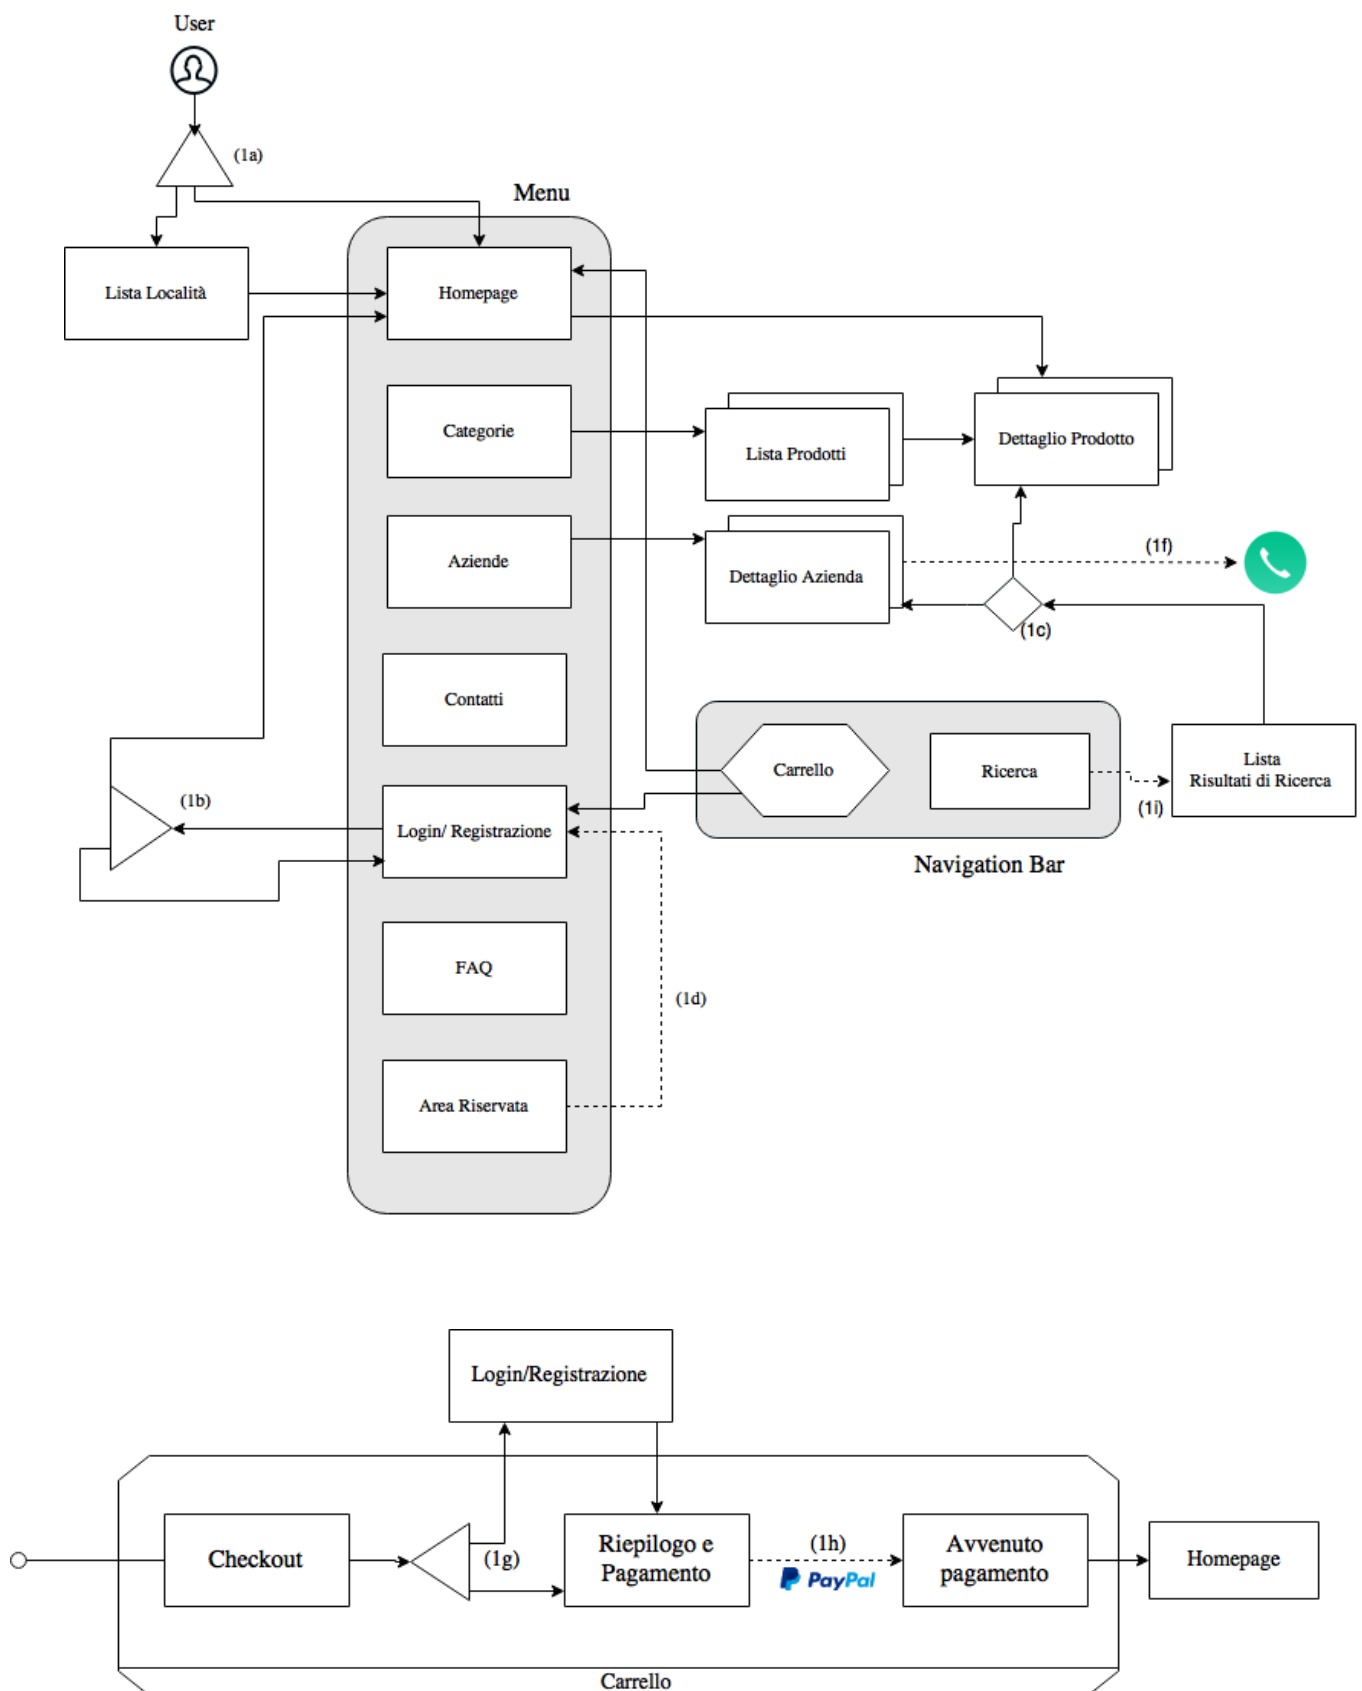 User
(1a)
Menu
Lista Località
Homepage
Categorie
Lista Prodotti
Dettaglio Prodotto
Aziende
Dettaglio Azienda
(1f)
(1c)
Contatti
Carrello
Ricerca
Lista
Risultati di Ricerca
(1i)
(1b)
Login/ Registrazione
Navigation Bar
FAQ
(1d)
Area Riservata
Login/Registrazione
Checkout
(1g)
Riepilogo e
Pagamento
(1h)
PayPal
Avvenuto
pagamento
Homepage
Carrello